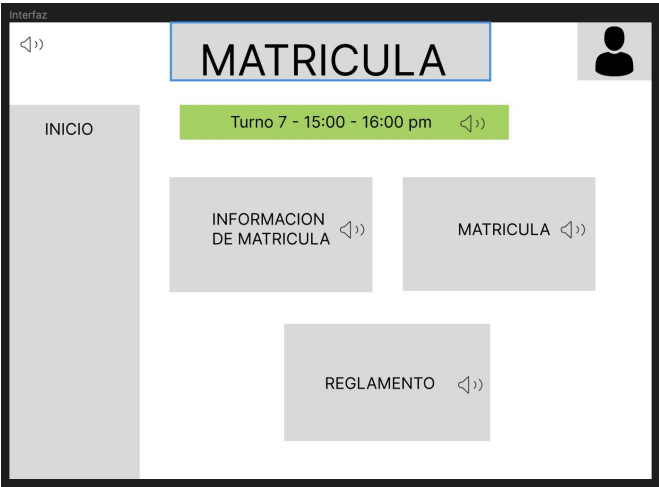 Interfaz
MATRICULA
INICIO
Turno 7 - 15:00 - 16:00 pm
INFORMACION
DE MATRICULA
MATRICULA
REGLAMENTO